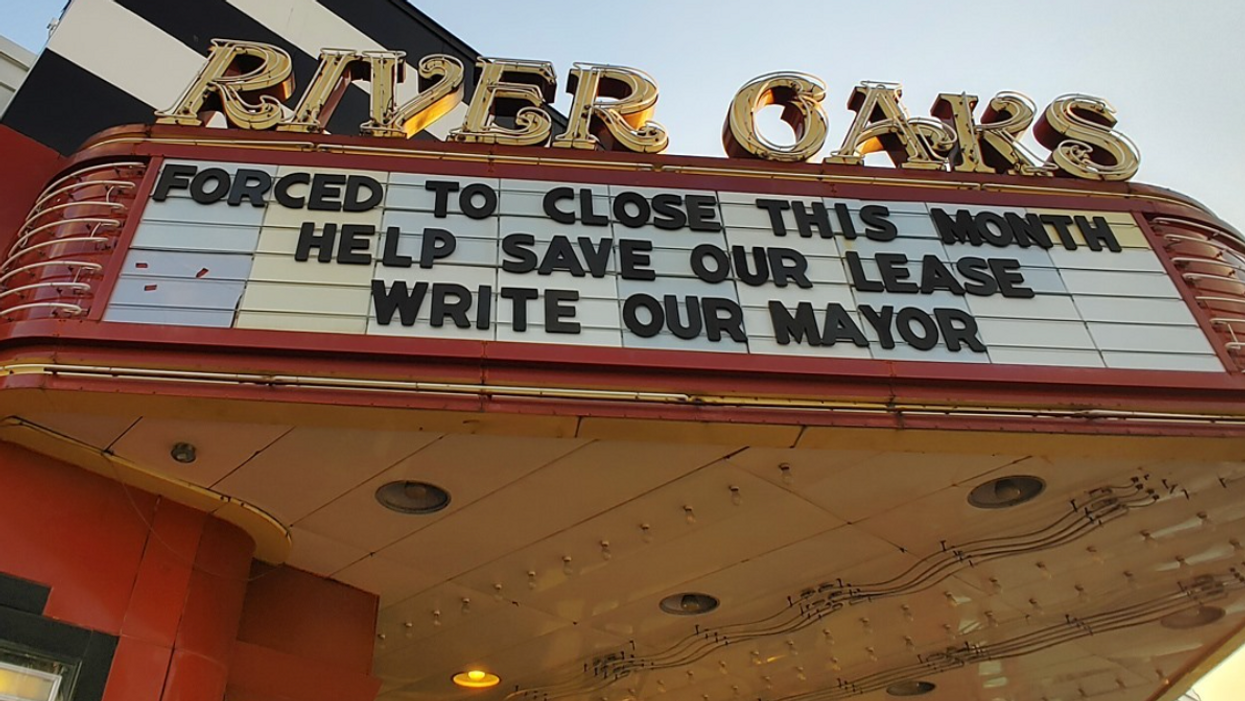 RIVER OAKS
FORCED TO CLOSE THIS MONTH
HELP SAVE OUR LEASE
WRITE OUR MAYOR